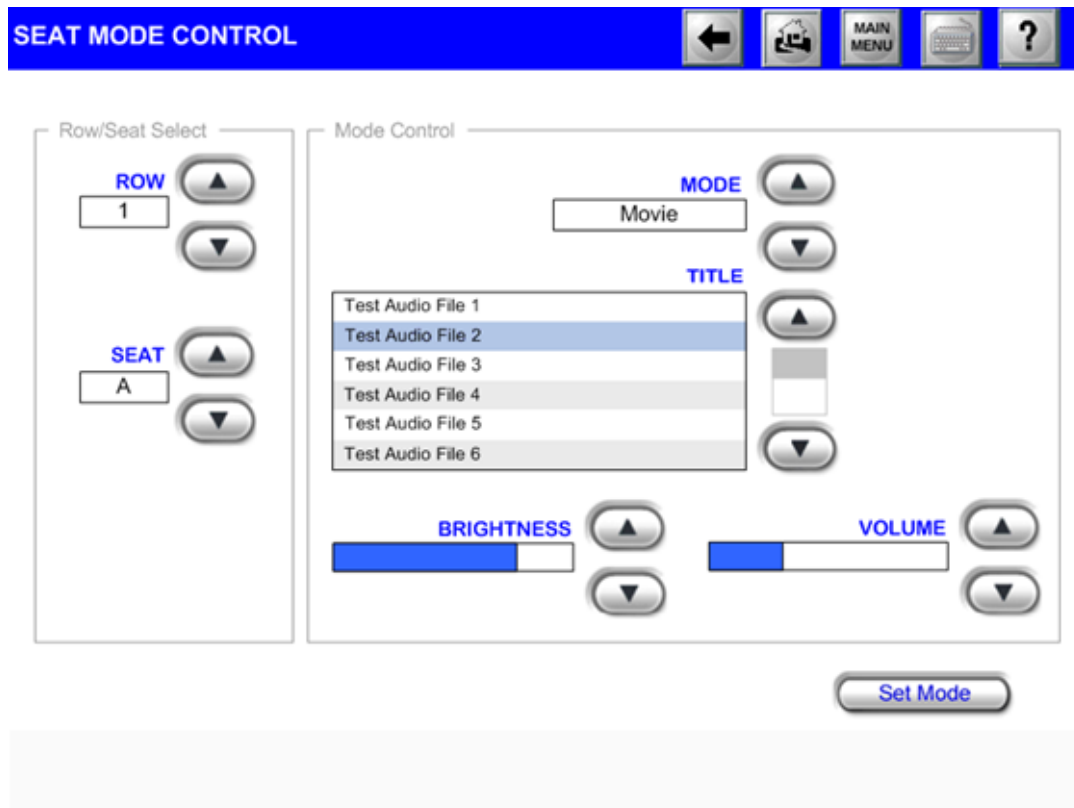 SEAT MODE CONTROL
MAIN
MENU
?
Row/Seat Select
ROW
1
SEAT
A
Mode Control
MODE
Movie
TITLE
Test Audio File 1
Test Audio File 2
Test Audio File 3
Test Audio File 4
Test Audio File 5
Test Audio File 6
BRIGHTNESS
VOLUME
Set Mode